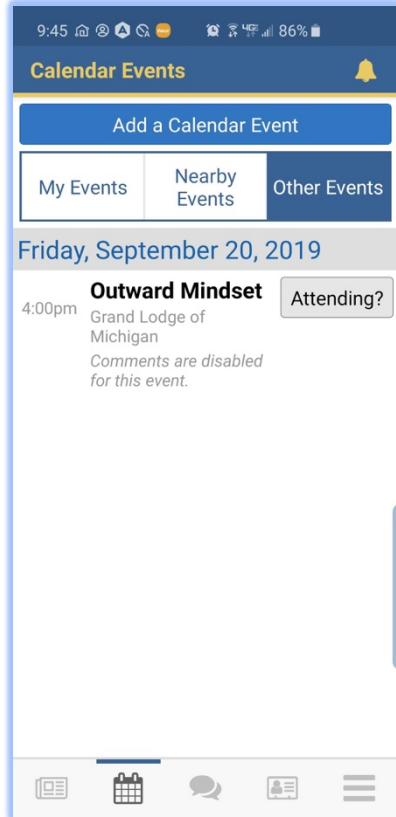 9:45 86%
Calendar Events
Add a Calendar Event
My Events
Nearby
Events
Other Events
Friday, September 20, 2019
4:00pm
Outward Mindset
Grand Lodge of
Michigan
Comments are disabled
for this event.
Attending?